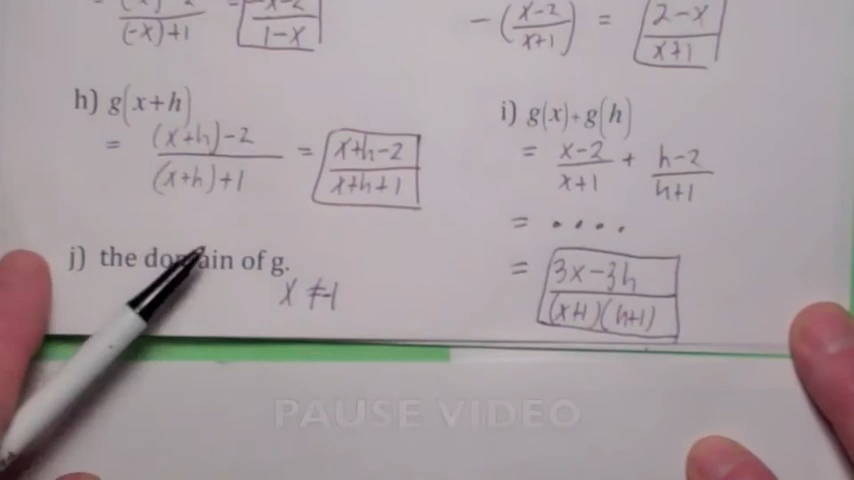 (-x)+1
-x-2
1-x
-(x-2/x+1) = 2-x/x+1
h) g(x+h)
= (x+h)-2/(x+h)+1 = x+h-2/x+h+1
i) g(x)+g(h)
= x-2/x+1 + h-2/h+1
= ....
= 3x-3h/(x+1)(h+1)
j) the domain of g.
x ≠ -1
PAUSE VIDEO